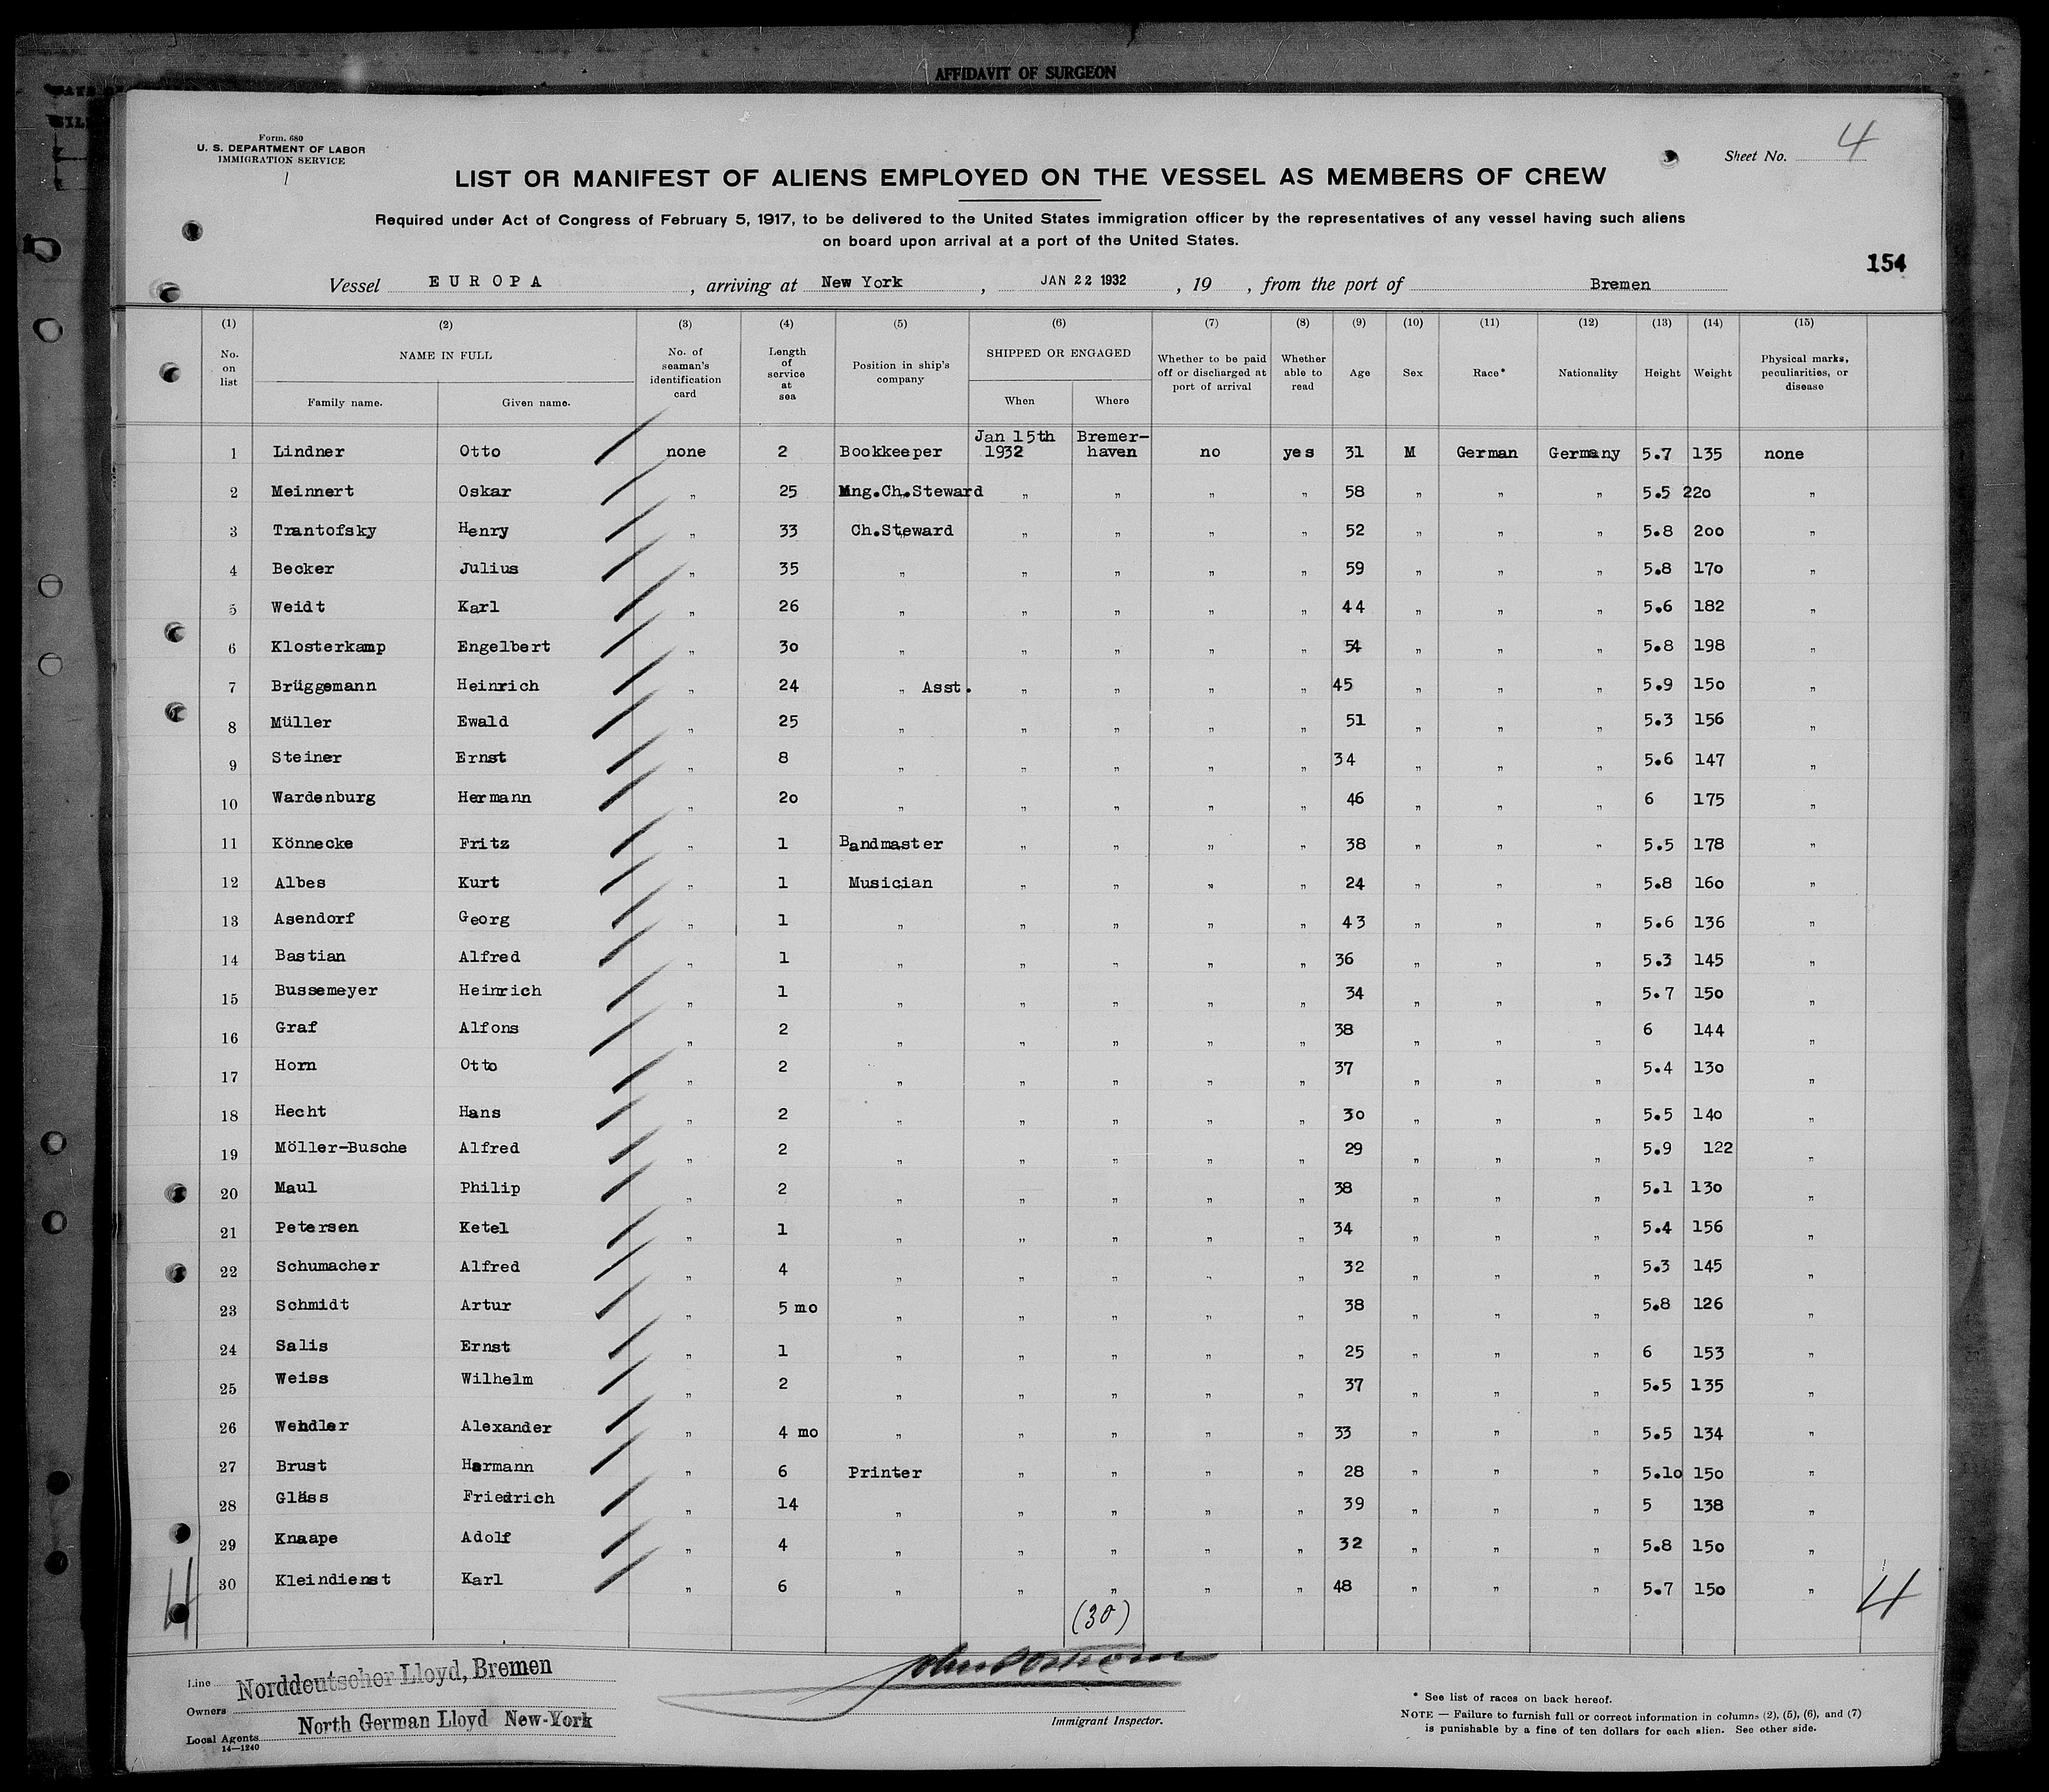 AFFIDAVIT OF SURGEON
Form. 680
U. S. DEPARTMENT OF LABOR
IMMIGRATION SERVICE
1
Sheet No. 4
LIST OR MANIFEST OF ALIENS EMPLOYED ON THE VESSEL AS MEMBERS OF CREW
Required under Act of Congress of February 5, 1917, to be delivered to the United States immigration officer by the representatives of any vessel having such aliens
on board upon arrival at a port of the United States.
154
Vessel EUROPA, arriving at New York, JAN 22 1932, 19 , from the port of Bremen
(1) (2) (3) (4) (5) (6) (7) (8) (9) (10) (11) (12) (13) (14) (15)
No. on list NAME IN FULL Family name. Given name. No. of seaman's identification card Length of service at sea Position in ship's company SHIPPED OR ENGAGED When Where Whether to be paid off or discharged at port of arrival Whether able to read Age Sex Race* Nationality Height Weight Physical marks, peculiarities, or disease
1 Lindner Otto none 2 Bookkeeper Jan 15th 1932 Bremer-haven no yes 31 M German Germany 5.7 135 none
2 Meinnert Oskar " 25 Mng.Ch.Steward " " " " 58 " " " 5.5 220 "
3 Trantofsky Henry " 33 Ch.Steward " " " " 52 " " " 5.8 200 "
4 Becker Julius " 35 " " " " " 59 " " " 5.8 170 "
5 Weidt Karl " 26 " " " " " 44 " " " 5.6 182 "
6 Klosterkamp Engelbert " 30 " " " " " 54 " " " 5.8 198 "
7 Brüggemann Heinrich " 24 " Asst. " " " " 45 " " " 5.9 150 "
8 Müller Ewald " 25 " " " " " 51 " " " 5.3 156 "
9 Steiner Ernst " 8 " " " " " 34 " " " 5.6 147 "
10 Wardenburg Hermann " 20 " " " " " 46 " " " 6 175 "
11 Könnecke Fritz " 1 Bandmaster " " " " 38 " " " 5.5 178 "
12 Albes Kurt " 1 Musician " " " " 24 " " " 5.8 160 "
13 Asendorf Georg " 1 " " " " " 43 " " " 5.6 136 "
14 Bastian Alfred " 1 " " " " " 36 " " " 5.3 145 "
15 Bussemeyer Heinrich " 1 " " " " " 34 " " " 5.7 150 "
16 Graf Alfons " 2 " " " " " 38 " " " 6 144 "
17 Horn Otto " 2 " " " " " 37 " " " 5.4 130 "
18 Hecht Hans " 2 " " " " " 30 " " " 5.5 140 "
19 Möller-Busche Alfred " 2 " " " " " 29 " " " 5.9 122 "
20 Maul Philip " 2 " " " " " 38 " " " 5.1 130 "
21 Petersen Ketel " 1 " " " " " 34 " " " 5.4 156 "
22 Schumacher Alfred " 4 " " " " " 32 " " " 5.3 145 "
23 Schmidt Artur " 5 mo " " " " " 38 " " " 5.8 126 "
24 Salis Ernst " 1 " " " " " 25 " " " 6 153 "
25 Weiss Wilhelm " 2 " " " " " 37 " " " 5.5 135 "
26 Wendler Alexander " 4 mo " " " " " 33 " " " 5.5 134 "
27 Brust Hermann " 6 Printer " " " " 28 " " " 5.10 150 "
28 Gläss Friedrich " 14 " " " " " 39 " " " 5 138 "
29 Knaape Adolf " 4 " " " " " 32 " " " 5.8 150 "
30 Kleindienst Karl " 6 " " " " " 48 " " " 5.7 150 "
4 (30) 4
Line Norddeutscher Lloyd, Bremen
Owners
Local Agents North German Lloyd New-York
14—1240
Immigrant Inspector.
* See list of races on back hereof.
NOTE — Failure to furnish full or correct information in columns (2), (5), (6), and (7)
is punishable by a fine of ten dollars for each alien. See other side.